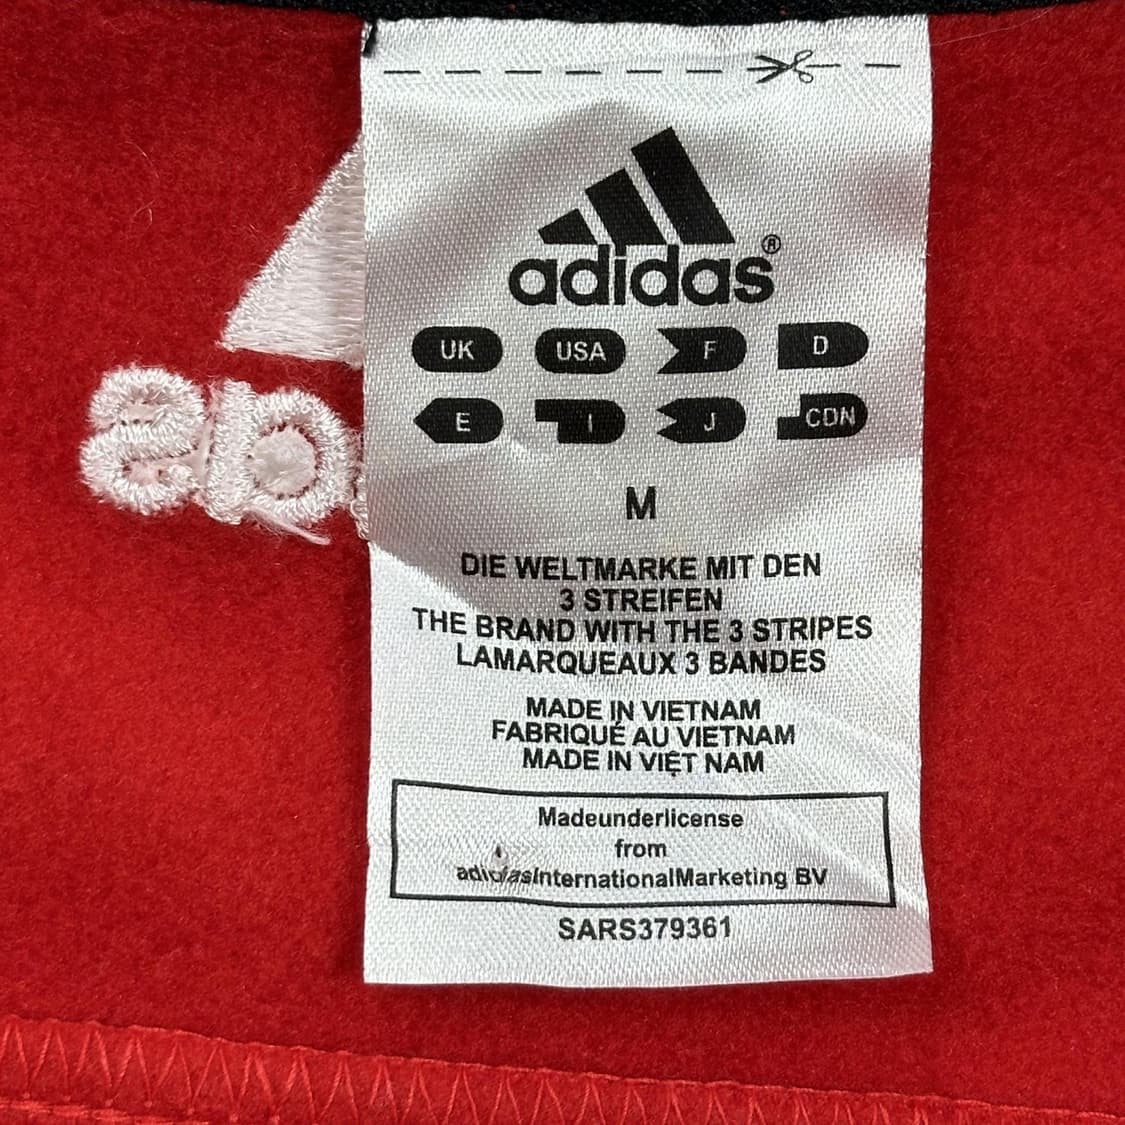 adidas®
UK USA F D
E I J CDN
M
DIE WELTMARKE MIT DEN
3 STREIFEN
THE BRAND WITH THE 3 STRIPES
LAMARQUEAUX 3 BANDES
MADE IN VIETNAM
FABRIQUÉ AU VIETNAM
MADE IN VIỆT NAM
Madeunderlicense
from
adidasInternationalMarketing BV
SARS379361